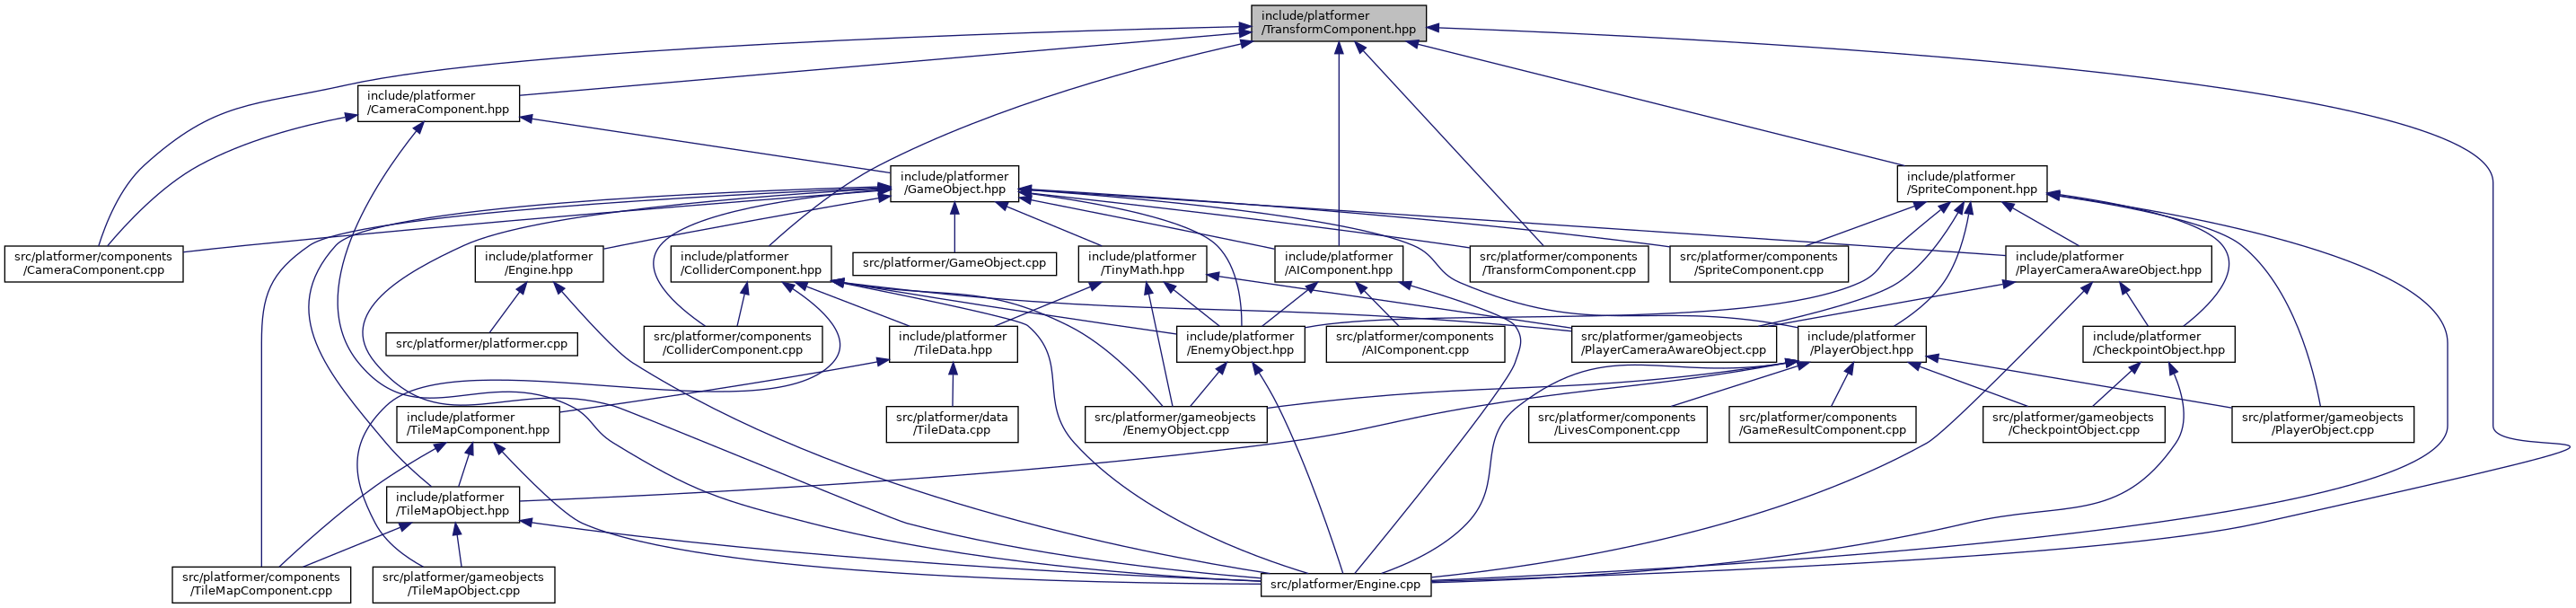 include/platformer
/TransformComponent.hpp
include/platformer
/CameraComponent.hpp
include/platformer
/GameObject.hpp
include/platformer
/SpriteComponent.hpp
src/platformer/components
/CameraComponent.cpp
include/platformer
/Engine.hpp
include/platformer
/ColliderComponent.hpp
src/platformer/GameObject.cpp
include/platformer
/TinyMath.hpp
include/platformer
/AIComponent.hpp
src/platformer/components
/TransformComponent.cpp
src/platformer/components
/SpriteComponent.cpp
include/platformer
/PlayerCameraAwareObject.hpp
src/platformer/platformer.cpp
src/platformer/components
/ColliderComponent.cpp
include/platformer
/TileData.hpp
include/platformer
/EnemyObject.hpp
src/platformer/components
/AIComponent.cpp
src/platformer/gameobjects
/PlayerCameraAwareObject.cpp
include/platformer
/PlayerObject.hpp
include/platformer
/CheckpointObject.hpp
include/platformer
/TileMapComponent.hpp
src/platformer/data
/TileData.cpp
src/platformer/gameobjects
/EnemyObject.cpp
src/platformer/components
/LivesComponent.cpp
src/platformer/components
/GameResultComponent.cpp
src/platformer/gameobjects
/CheckpointObject.cpp
src/platformer/gameobjects
/PlayerObject.cpp
include/platformer
/TileMapObject.hpp
src/platformer/components
/TileMapComponent.cpp
src/platformer/gameobjects
/TileMapObject.cpp
src/platformer/Engine.cpp